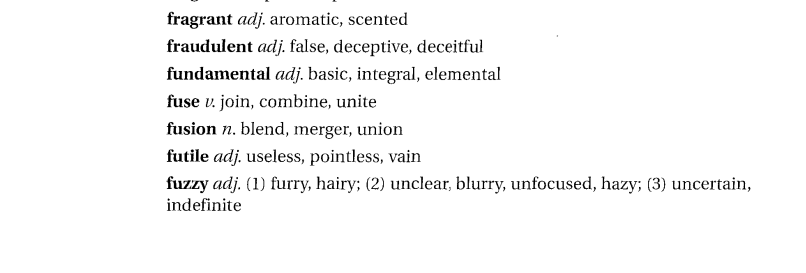 fragrant adj. aromatic, scented
fraudulent adj. false, deceptive, deceitful
fundamental adj. basic, integral, elemental
fuse v. join, combine, unite
fusion n. blend, merger, union
futile adj. useless, pointless, vain
fuzzy adj. (1) furry, hairy; (2) unclear, blurry, unfocused, hazy; (3) uncertain,
indefinite